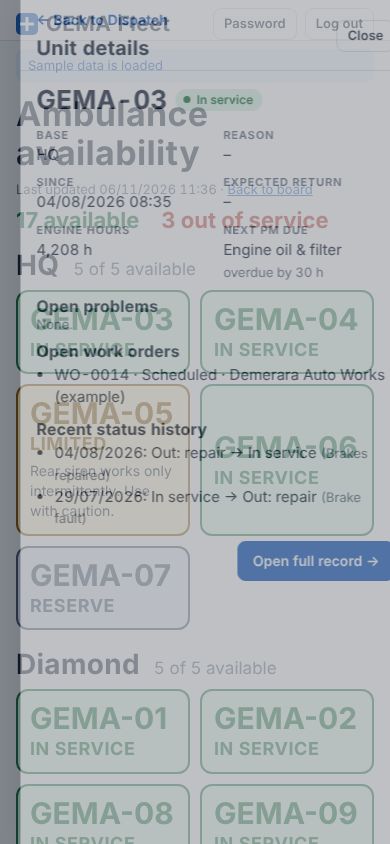 ← Back to Dispatch
GEMA Fleet
Password
Log out
Close
Unit details
Sample data is loaded
GEMA-03
In service
Ambulance availability
BASE
HQ
REASON
–
Last updated 06/11/2026 11:36 · Back to board
SINCE
04/08/2026 08:35
EXPECTED RETURN
–
17 available
3 out of service
ENGINE HOURS
4,208 h
NEXT PM DUE
Engine oil & filter
overdue by 30 h
HQ
5 of 5 available
Open problems
None
GEMA-03
IN SERVICE
GEMA-04
IN SERVICE
Open work orders
• WO-0014 · Scheduled · Demerara Auto Works
(example)
GEMA-05
LIMITED
Rear siren works only
intermittently. Use
with caution.
GEMA-06
IN SERVICE
Recent status history
• 04/08/2026: Out: repair → In service (Brakes
repaired)
• 29/07/2026: In service → Out: repair (Brake
fault)
Open full record →
GEMA-07
RESERVE
Diamond
5 of 5 available
GEMA-01
IN SERVICE
GEMA-02
IN SERVICE
GEMA-08
IN SERVICE
GEMA-09
IN SERVICE